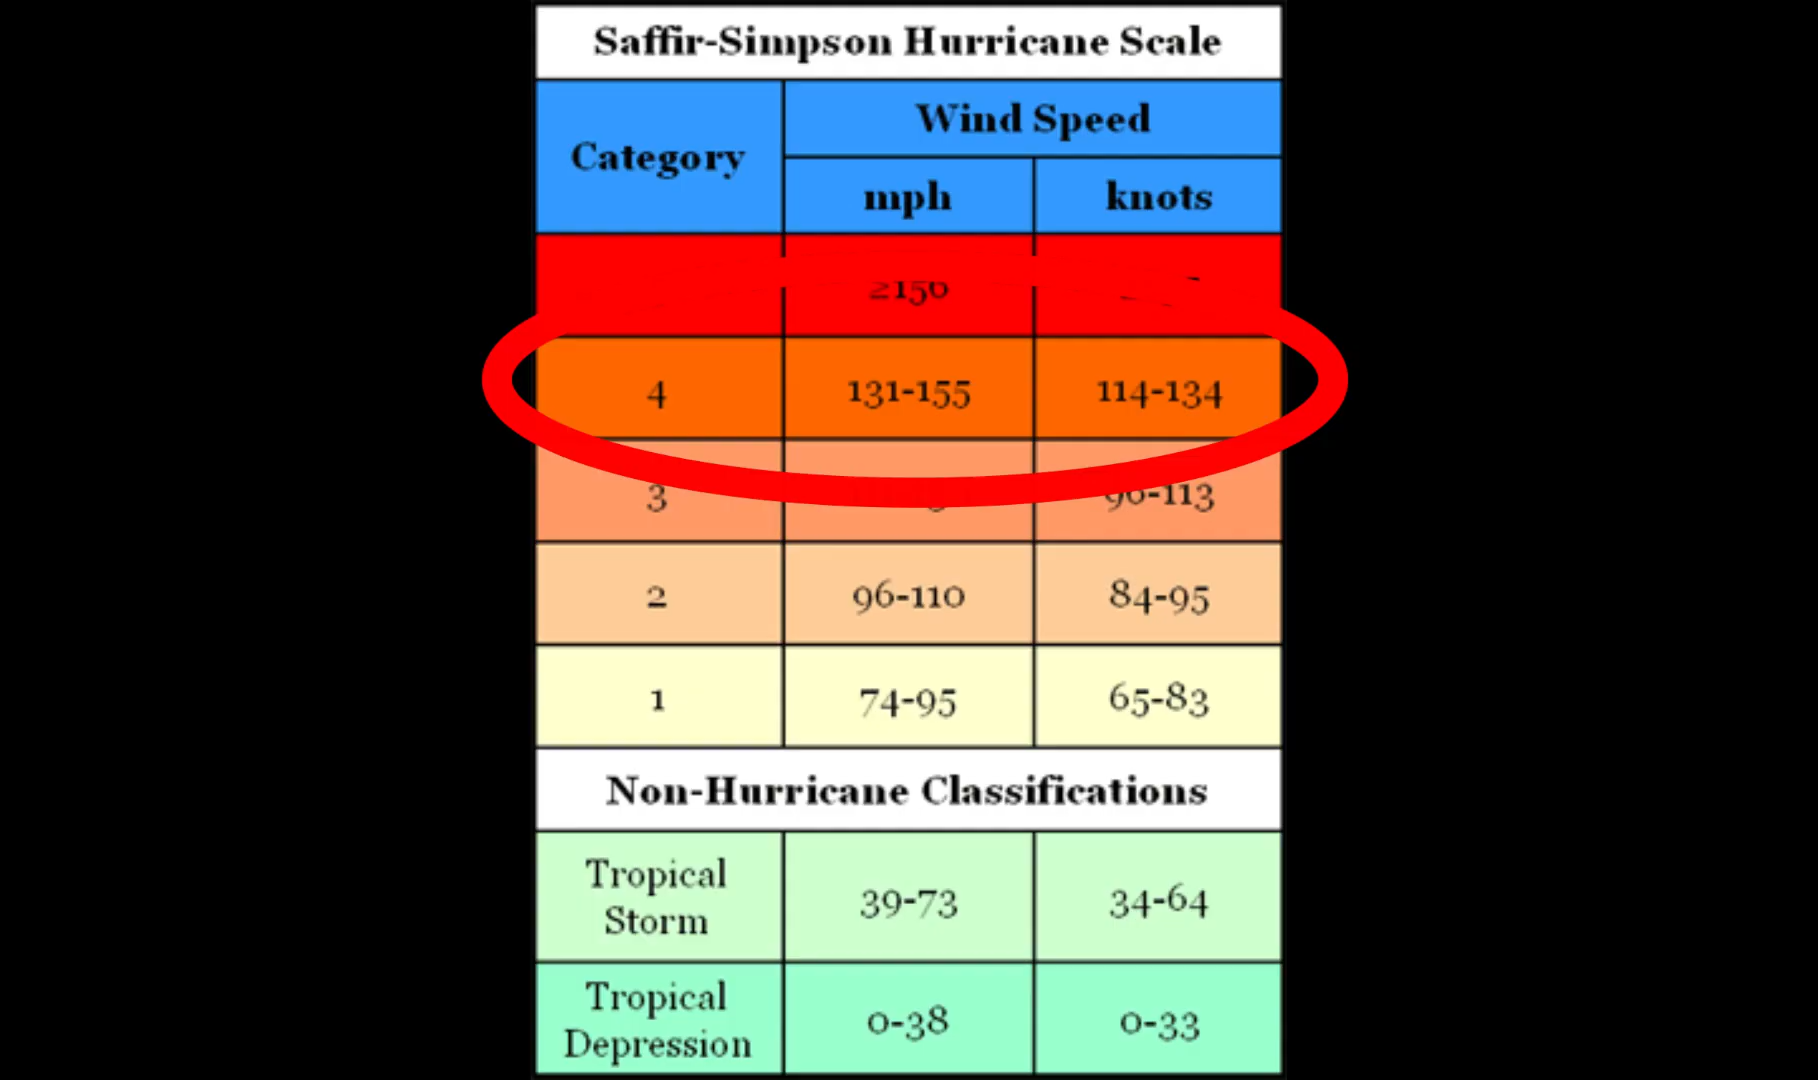 Saffir-Simpson Hurricane Scale
Category
Wind Speed
mph knots
≥156
4 131-155 114-134
3 96-113
2 96-110 84-95
1 74-95 65-83
Non-Hurricane Classifications
Tropical
Storm
39-73 34-64
Tropical
Depression
0-38 0-33